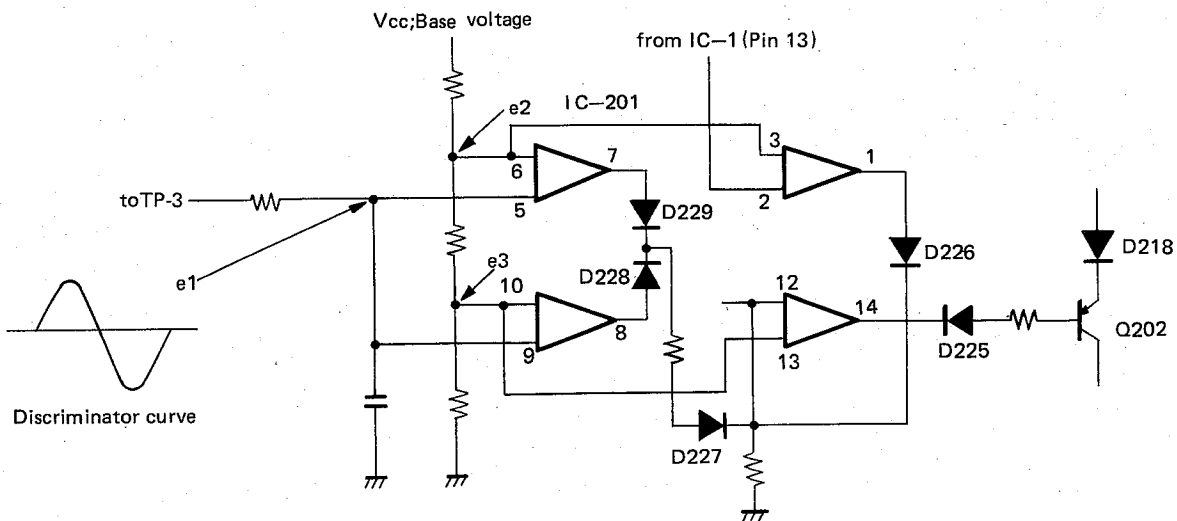 Vcc;Base voltage
from IC-1 (Pin 13)
e2
IC-201
3
1
6
7
2
5
toTP-3
D229
D226
D218
e3
D228
e1
10
12
14
8
9
13
D225
Q202
Discriminator curve
D227